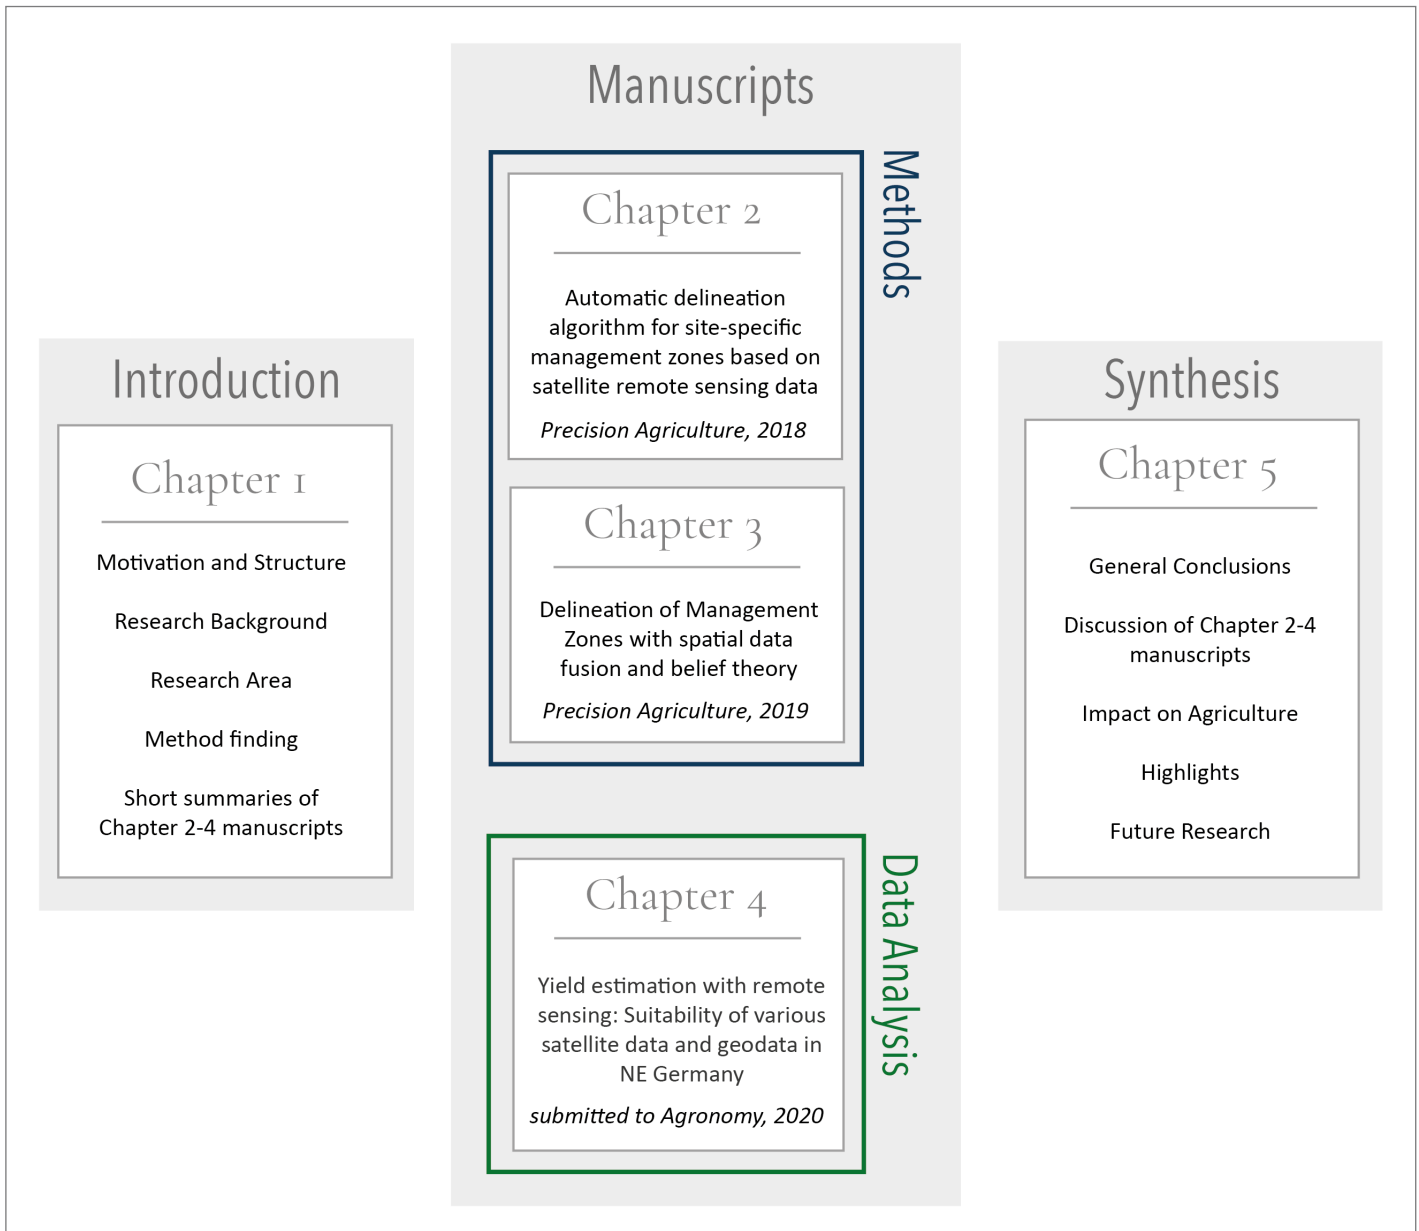 Introduction
Chapter 1
Motivation and Structure
Research Background
Research Area
Method finding
Short summaries of
Chapter 2-4 manuscripts
Manuscripts
Methods
Chapter 2
Automatic delineation
algorithm for site-specific
management zones based on
satellite remote sensing data
Precision Agriculture, 2018
Chapter 3
Delineation of Management
Zones with spatial data
fusion and belief theory
Precision Agriculture, 2019
Data Analysis
Chapter 4
Yield estimation with remote
sensing: Suitability of various
satellite data and geodata in
NE Germany
submitted to Agronomy, 2020
Synthesis
Chapter 5
General Conclusions
Discussion of Chapter 2-4
manuscripts
Impact on Agriculture
Highlights
Future Research